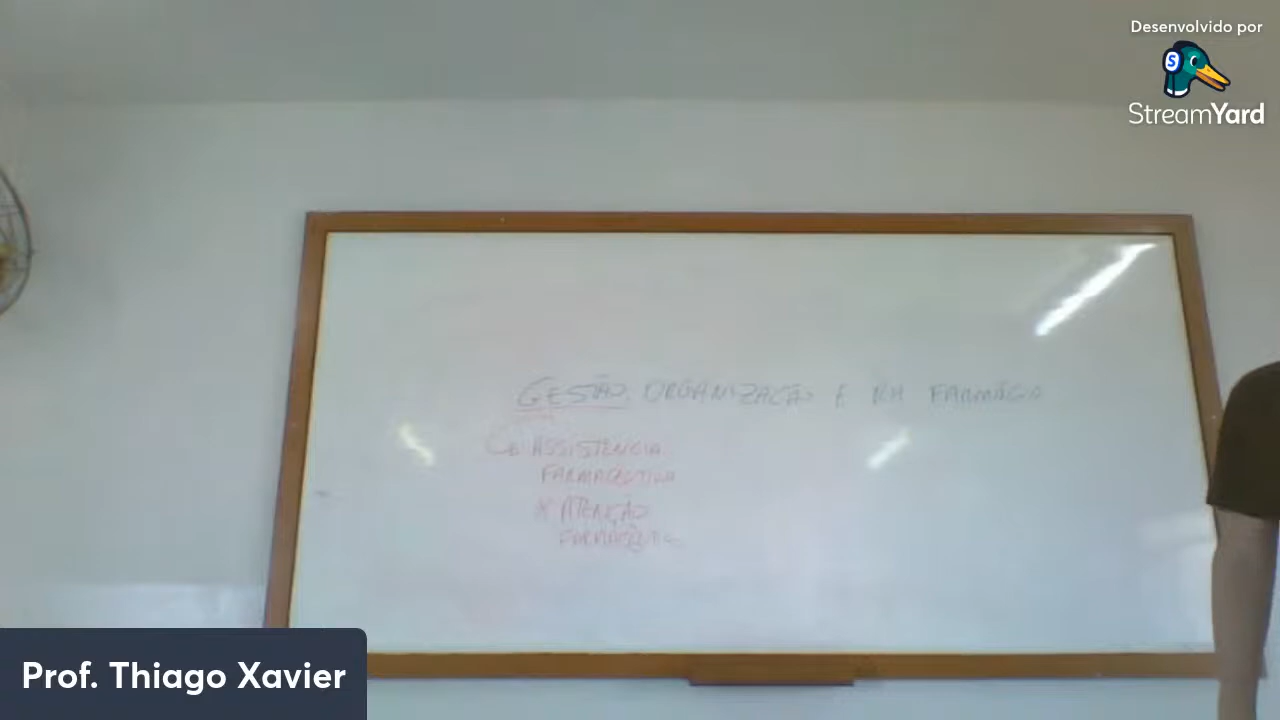 Desenvolvido por
StreamYard
GESTÃO, ORGANIZAÇÃO E RH FARMÁCIA
ASSISTÊNCIA
FARMACÊUTICA
* ATENÇÃO
FARMACÊUTICA
Prof. Thiago Xavier